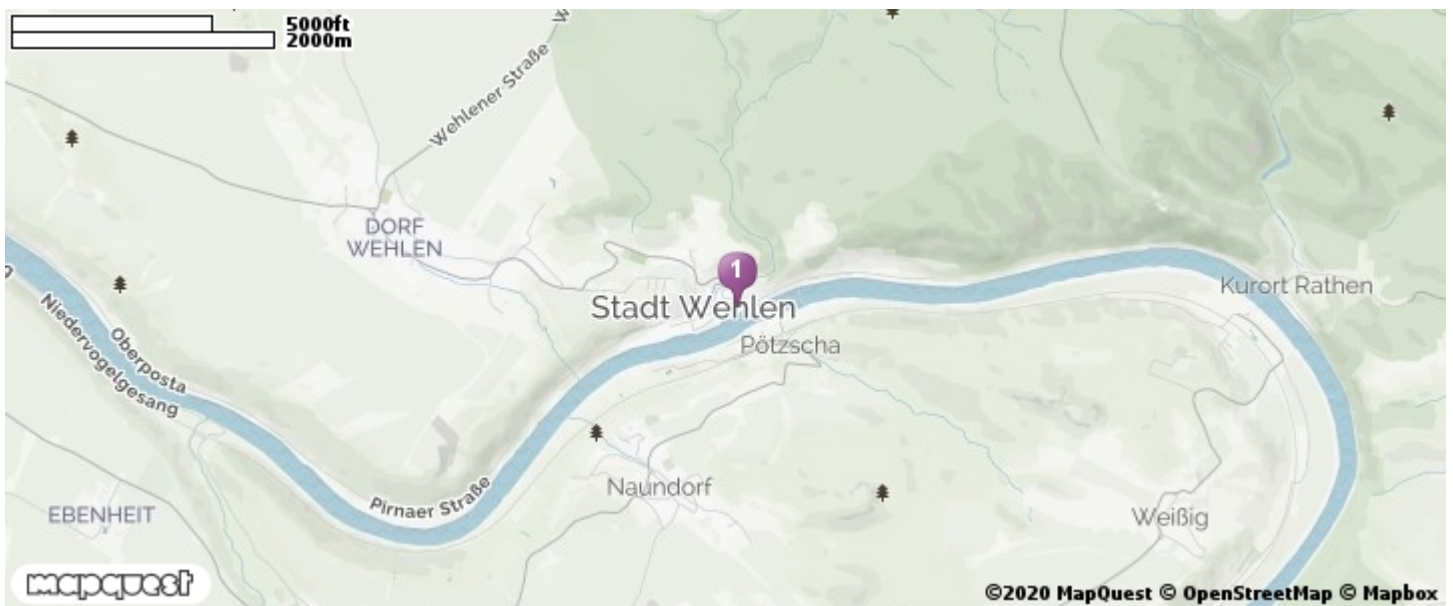 5000ft
2000m
Wehlener Straße
DORF
WEHLEN
1
Stadt Wehlen
Kurort Rathen
Pötzscha
Oberposta
Niedervogelgesang
Pirnaer Straße
Naundorf
EBENHEIT
Weißig
mapquest
©2020 MapQuest © OpenStreetMap © Mapbox